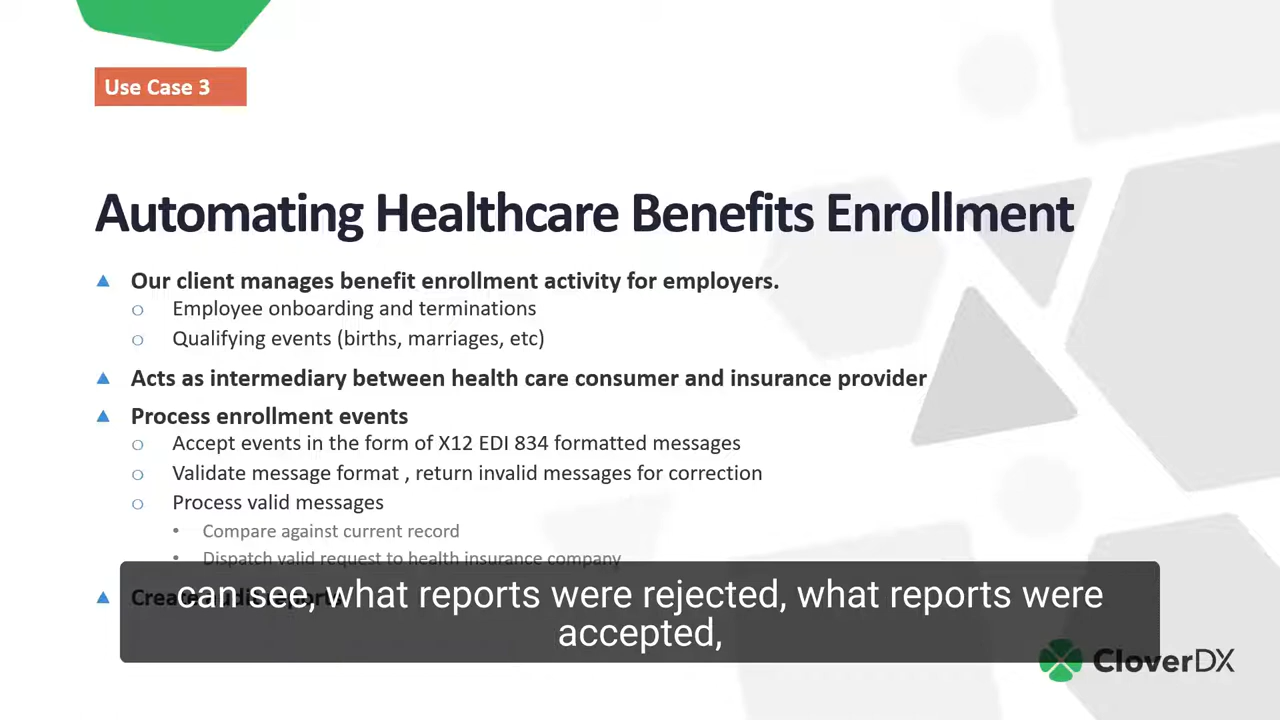 Use Case 3
Automating Healthcare Benefits Enrollment
Our client manages benefit enrollment activity for employers.
Employee onboarding and terminations
Qualifying events (births, marriages, etc)
Acts as intermediary between health care consumer and insurance provider
Process enrollment events
Accept events in the form of X12 EDI 834 formatted messages
Validate message format , return invalid messages for correction
Process valid messages
Compare against current record
Dispatch valid request to health insurance company
Create audit reports
can see, what reports were rejected, what reports were
accepted,
CloverDX